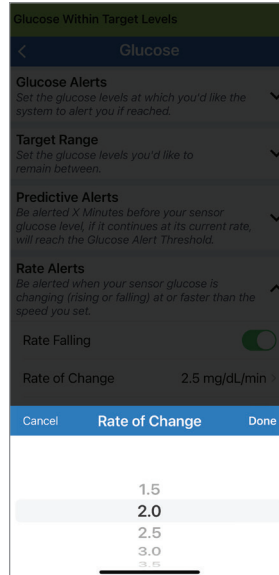 Glucose Within Target Levels
Glucose
Glucose Alerts
Set the glucose levels at which you'd like the
system to alert you if reached.
Target Range
Set the glucose levels you'd like to
remain between.
Predictive Alerts
Be alerted X Minutes before your sensor
glucose level, if it continues at its current rate,
will reach the Glucose Alert Threshold.
Rate Alerts
Be alerted when your sensor glucose is
changing (rising or falling) at or faster than the
speed you set.
Rate Falling
Rate of Change 2.5 mg/dL/min
Cancel Rate of Change Done
1.5
2.0
2.5
3.0
3.5